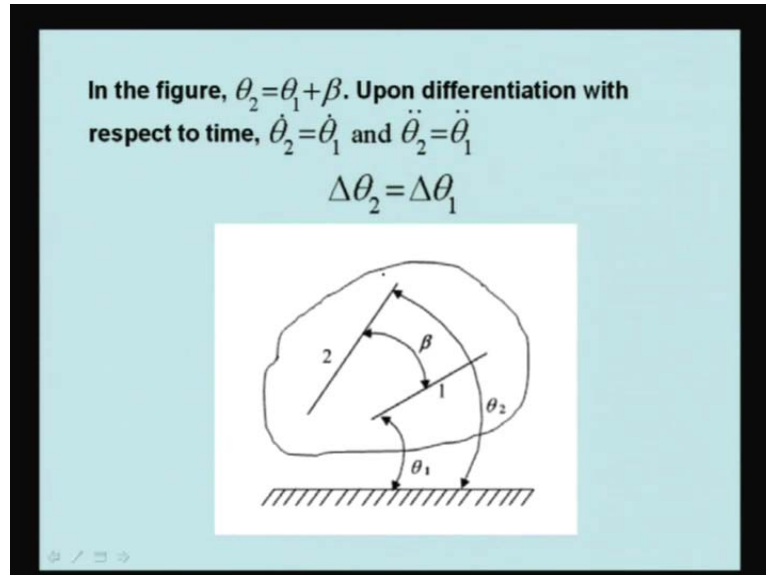 In the figure, θ₂=θ₁+β. Upon differentiation with
respect to time, θ̇₂=θ̇₁ and θ̈₂=θ̈₁
Δθ₂=Δθ₁
β
2
1
θ₂
θ₁